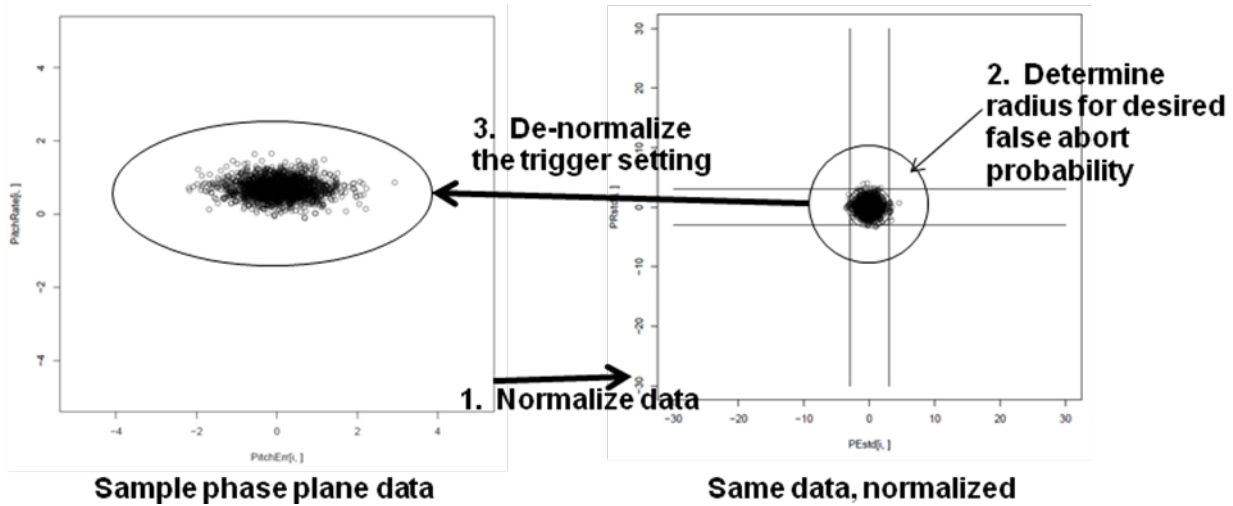 4
2
0
−2
−4
PitchRate[i, ]
−4
−2
0
2
4
PitchErr[i, ]
Sample phase plane data
3. De-normalize
the trigger setting
1. Normalize data
30
20
10
0
−10
−20
−30
PRstd[i, ]
−30
−20
−10
0
10
20
30
PEstd[i, ]
2. Determine
radius for desired
false abort
probability
Same data, normalized